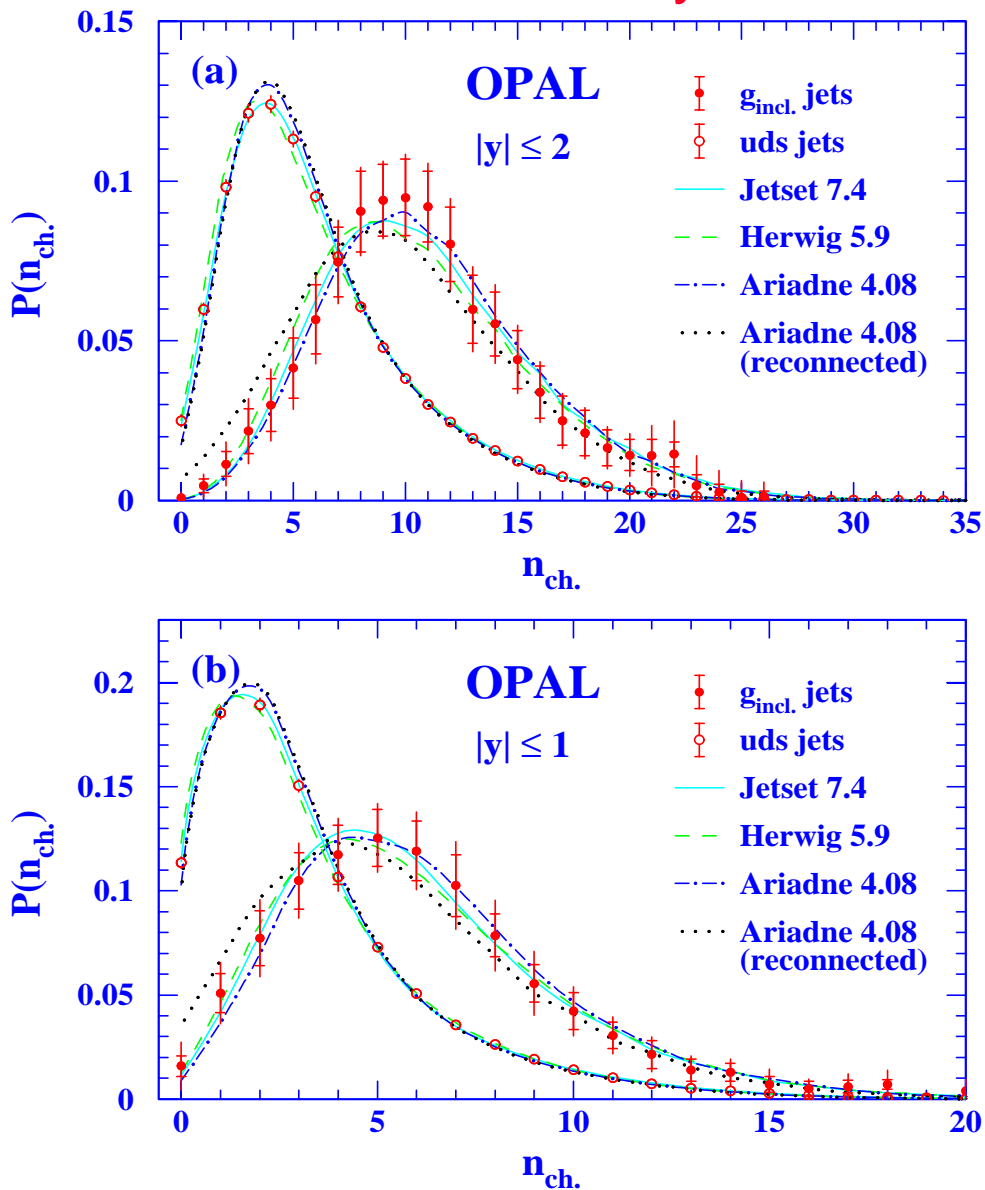 y
0.15
(a)
OPAL
|y| ≤ 2
g_incl. jets
uds jets
Jetset 7.4
Herwig 5.9
Ariadne 4.08
Ariadne 4.08
(reconnected)
0.1
0.05
0
P(n_ch.)
0 5 10 15 20 25 30 35
n_ch.
(b)
OPAL
|y| ≤ 1
g_incl. jets
uds jets
Jetset 7.4
Herwig 5.9
Ariadne 4.08
Ariadne 4.08
(reconnected)
0.2
0.15
0.1
0.05
0
P(n_ch.)
0 5 10 15 20
n_ch.